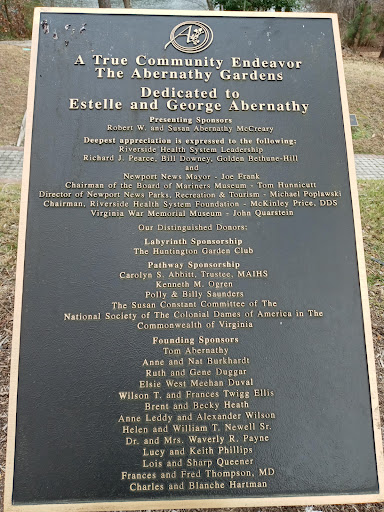 A True Community Endeavor
The Abernathy Gardens
Dedicated to
Estelle and George Abernathy
Presenting Sponsors
Robert W. and Susan Abernathy McCreary
Deepest appreciation is expressed to the following:
Riverside Health System Leadership
Richard J. Pearce, Bill Downey, Golden Bethune-Hill
and
Newport News Mayor - Joe Frank
Chairman of the Board of Mariners Museum - Tom Hunnicutt
Director of Newport News Parks, Recreation & Tourism - Michael Poplawski
Chairman, Riverside Health System Foundation - McKinley Price, DDS
Virginia War Memorial Museum - John Quarstein
Our Distinguished Donors:
Labyrinth Sponsorship
The Huntington Garden Club
Pathway Sponsorship
Carolyn S. Abbitt, Trustee, MAIHS
Kenneth M. Ogren
Polly & Billy Saunders
The Susan Constant Committee of The
National Society of The Colonial Dames of America in The
Commonwealth of Virginia
Founding Sponsors
Tom Abernathy
Anne and Nat Burkhardt
Ruth and Gene Duggar
Elsie West Meehan Duval
Wilson T. and Frances Twigg Ellis
Brent and Becky Heath
Anne Leddy and Alexander Wilson
Helen and William T. Newell Sr.
Dr. and Mrs. Waverly R. Payne
Lucy and Keith Phillips
Lois and Sharp Queener
Frances and Fred Thompson, MD
Charles and Blanche Hartman